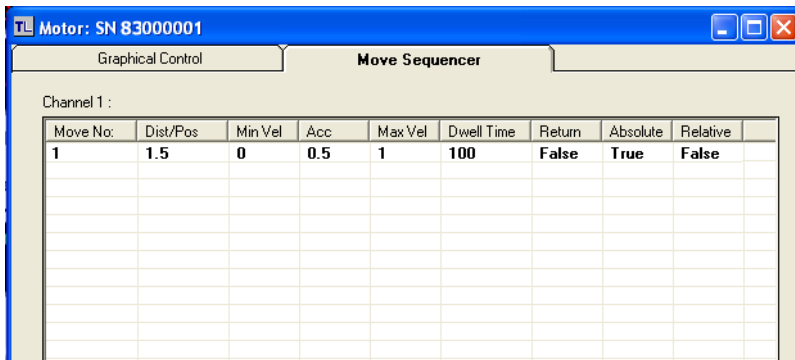 TL Motor: SN 83000001
Graphical Control Move Sequencer
Channel 1 :
Move No: Dist/Pos Min Vel Acc Max Vel Dwell Time Return Absolute Relative
1 1.5 0 0.5 1 100 False True False